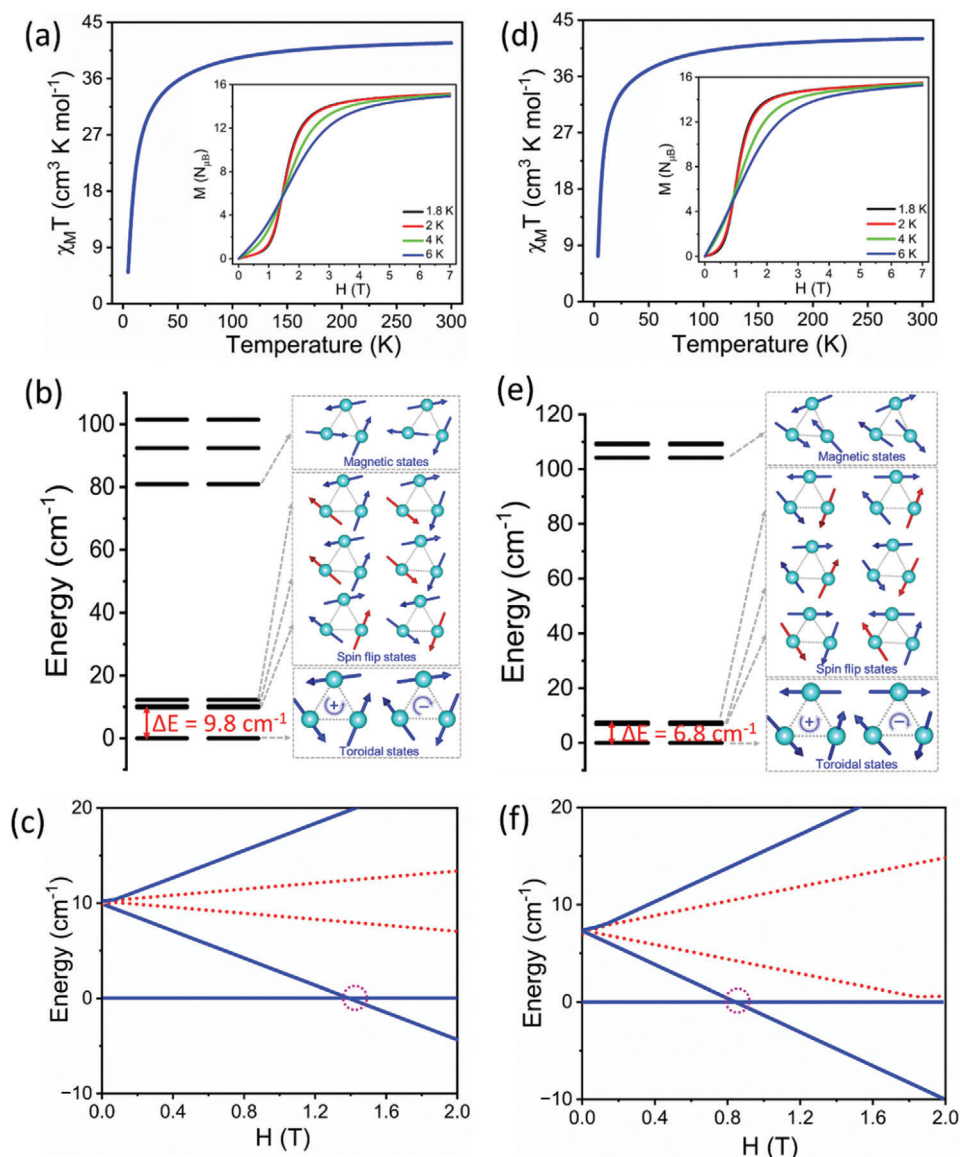 (a)
45
36
27
18
9
0
χMT (cm³ K mol⁻¹)
0 50 100 150 200 250 300
Temperature (K)
16
12
8
4
0
M (NμB)
1.8 K
2 K
4 K
6 K
0 1 2 3 4 5 6 7
H (T)
(d)
45
36
27
18
9
0
χMT (cm³ K mol⁻¹)
0 50 100 150 200 250 300
Temperature (K)
16
12
8
4
0
M (NμB)
1.8 K
2 K
4 K
6 K
0 1 2 3 4 5 6 7
H (T)
(b)
100
80
60
40
20
0
Energy (cm⁻¹)
ΔE = 9.8 cm⁻¹
Magnetic states
Spin flip states
+ −
Toroidal states
(e)
120
100
80
60
40
20
0
Energy (cm⁻¹)
ΔE = 6.8 cm⁻¹
Magnetic states
Spin flip states
+ −
Toroidal states
(c)
20
10
0
−10
Energy (cm⁻¹)
0.0 0.4 0.8 1.2 1.6 2.0
H (T)
(f)
20
10
0
−10
Energy (cm⁻¹)
0.0 0.4 0.8 1.2 1.6 2.0
H (T)